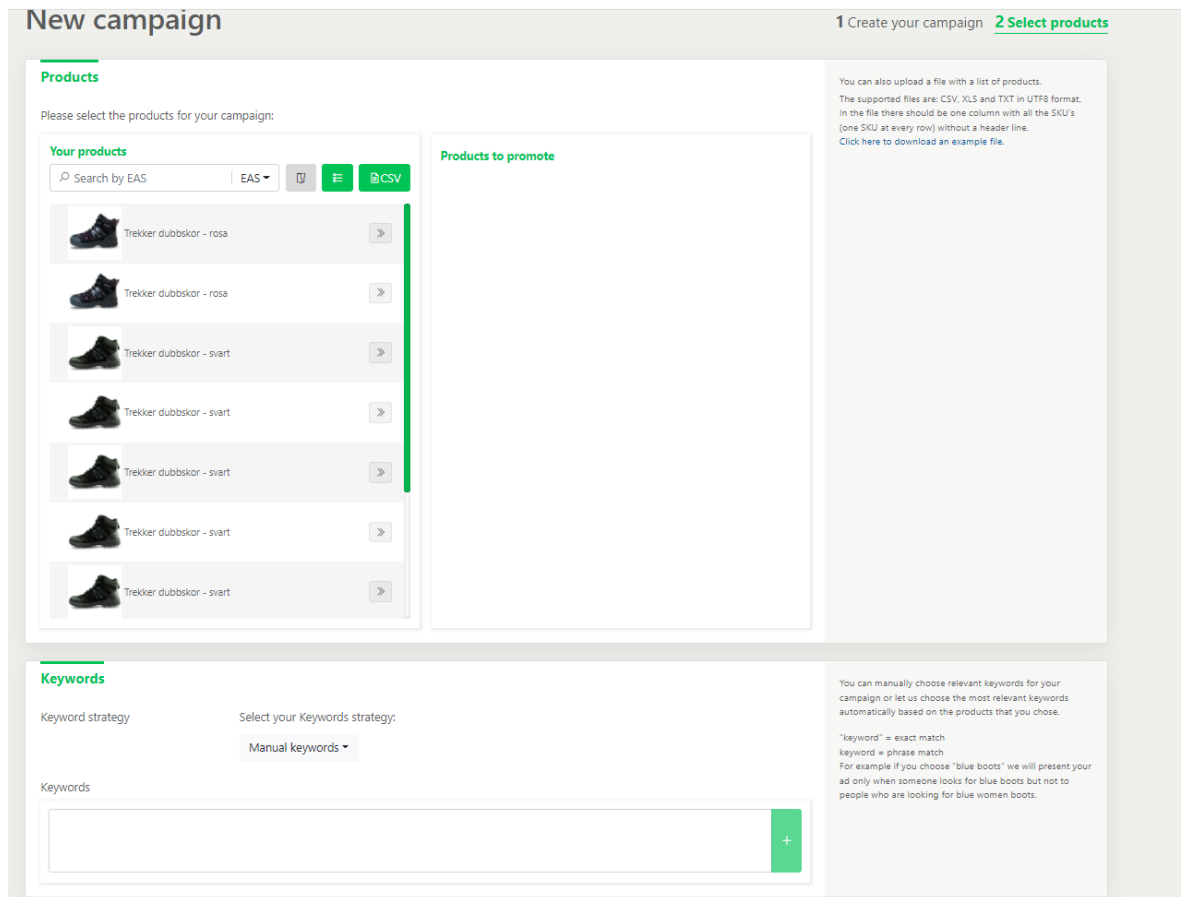 New campaign
1 Create your campaign 2 Select products
Products
Please select the products for your campaign:
Your products
Search by EAS EAS CSV
Trekker dubbskor - rosa
Trekker dubbskor - rosa
Trekker dubbskor - svart
Trekker dubbskor - svart
Trekker dubbskor - svart
Trekker dubbskor - svart
Trekker dubbskor - svart
Products to promote
You can also upload a file with a list of products.
The supported files are: CSV, XLS and TXT in UTF8 format.
In the file there should be one column with all the SKU's
(one SKU at every row) without a header line.
Click here to download an example file.
Keywords
Keyword strategy
Select your Keywords strategy:
Manual keywords
Keywords
+
You can manually choose relevant keywords for your
campaign or let us choose the most relevant keywords
automatically based on the products that you chose.
"keyword" = exact match
keyword = phrase match
For example if you choose "blue boots" we will present your
ad only when someone looks for blue boots but not to
people who are looking for blue women boots.